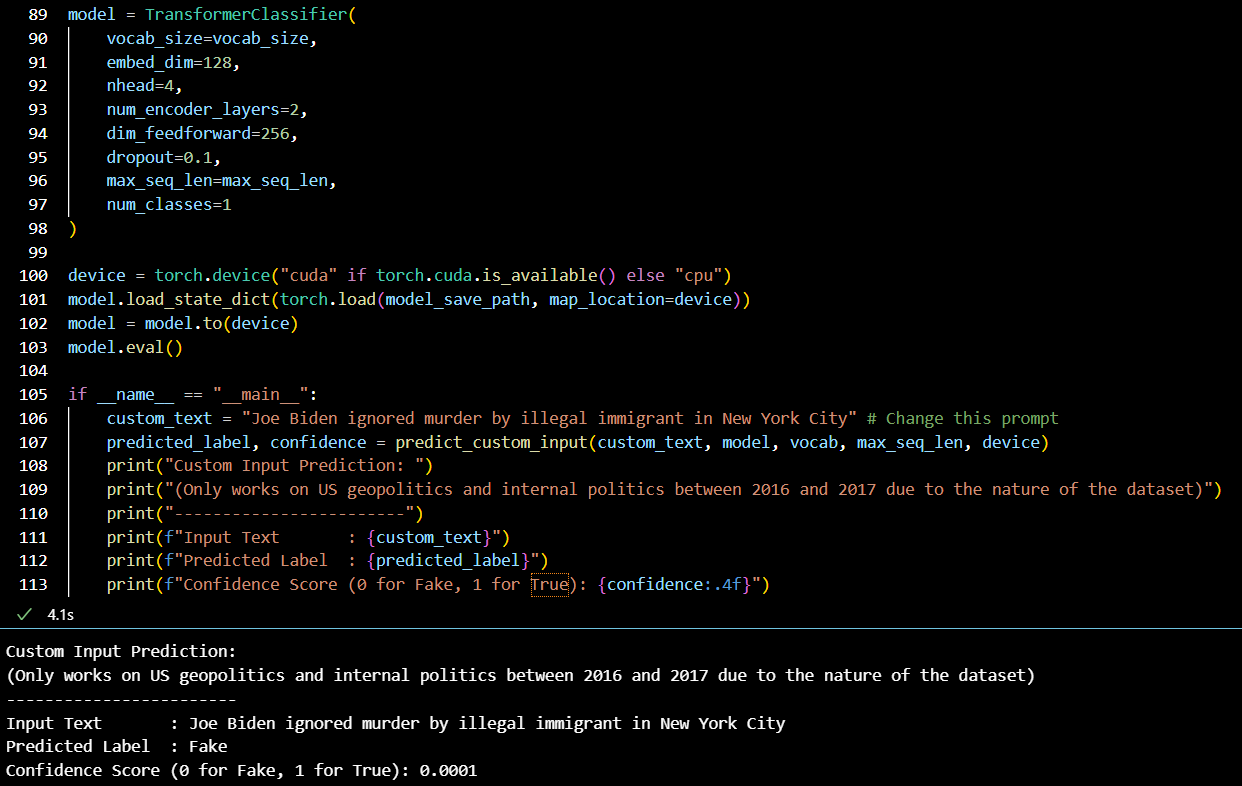 89 model = TransformerClassifier(
90     vocab_size=vocab_size,
91     embed_dim=128,
92     nhead=4,
93     num_encoder_layers=2,
94     dim_feedforward=256,
95     dropout=0.1,
96     max_seq_len=max_seq_len,
97     num_classes=1
98 )
99
100 device = torch.device("cuda" if torch.cuda.is_available() else "cpu")
101 model.load_state_dict(torch.load(model_save_path, map_location=device))
102 model = model.to(device)
103 model.eval()
104
105 if __name__ == "__main__":
106     custom_text = "Joe Biden ignored murder by illegal immigrant in New York City" # Change this prompt
107     predicted_label, confidence = predict_custom_input(custom_text, model, vocab, max_seq_len, device)
108     print("Custom Input Prediction: ")
109     print("(Only works on US geopolitics and internal politics between 2016 and 2017 due to the nature of the dataset)")
110     print("------------------------")
111     print(f"Input Text       : {custom_text}")
112     print(f"Predicted Label  : {predicted_label}")
113     print(f"Confidence Score (0 for Fake, 1 for True): {confidence:.4f}")
✓ 4.1s
Custom Input Prediction:
(Only works on US geopolitics and internal politics between 2016 and 2017 due to the nature of the dataset)
------------------------
Input Text       : Joe Biden ignored murder by illegal immigrant in New York City
Predicted Label  : Fake
Confidence Score (0 for Fake, 1 for True): 0.0001